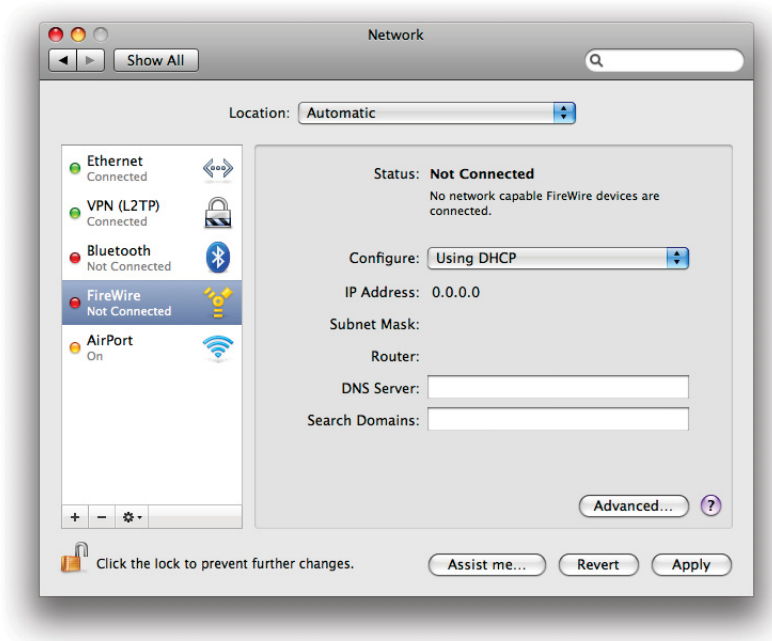 Network
Show All
Location: Automatic
Ethernet
Connected
VPN (L2TP)
Connected
Bluetooth
Not Connected
FireWire
Not Connected
AirPort
On
Status: Not Connected
No network capable FireWire devices are
connected.
Configure: Using DHCP
IP Address: 0.0.0.0
Subnet Mask:
Router:
DNS Server:
Search Domains:
Advanced... ?
Click the lock to prevent further changes.
Assist me... Revert Apply